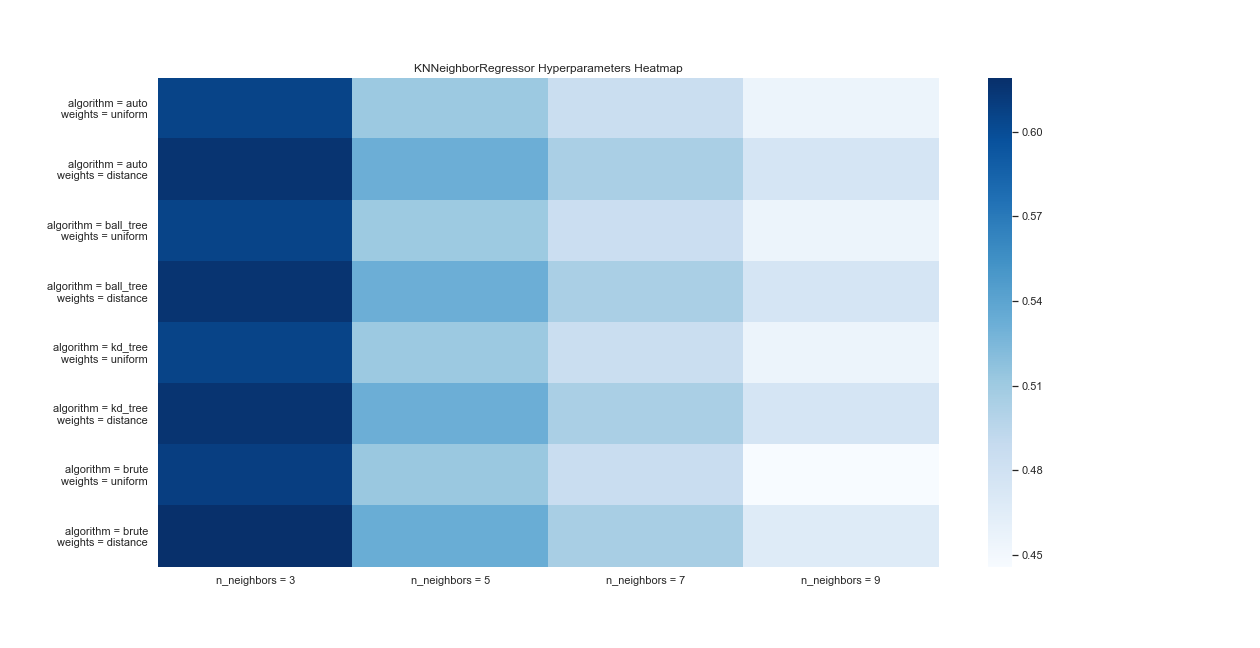 KNNeighborRegressor Hyperparameters Heatmap
algorithm = auto
weights = uniform
algorithm = auto
weights = distance
algorithm = ball_tree
weights = uniform
algorithm = ball_tree
weights = distance
algorithm = kd_tree
weights = uniform
algorithm = kd_tree
weights = distance
algorithm = brute
weights = uniform
algorithm = brute
weights = distance
n_neighbors = 3
n_neighbors = 5
n_neighbors = 7
n_neighbors = 9
0.60
0.57
0.54
0.51
0.48
0.45